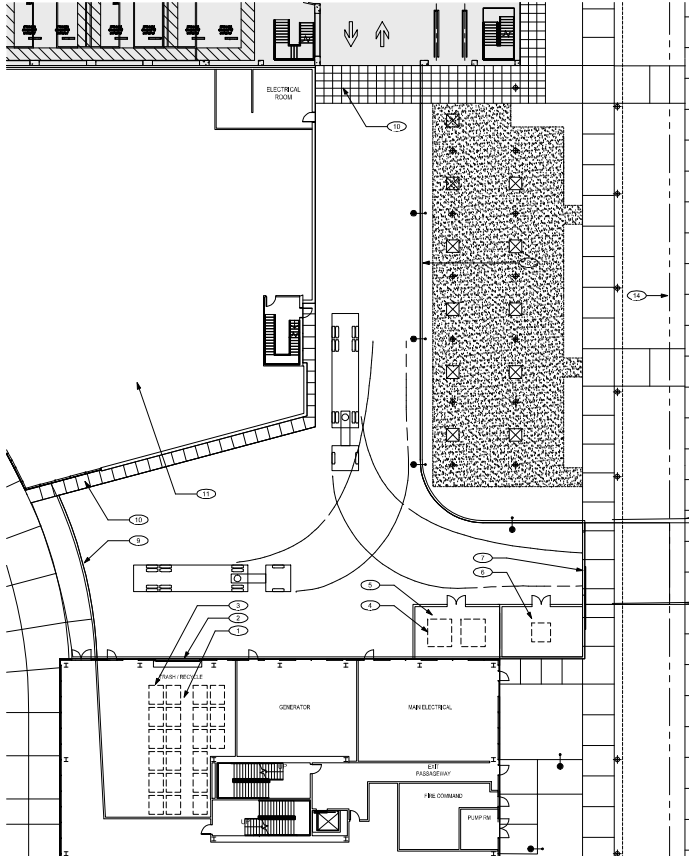 ELECTRICAL
ROOM
10
14
11
10
9
7
6
5
4
3
2
1
TRASH / RECYCLE
GENERATOR
MAIN ELECTRICAL
UP
EXIT
PASSAGEWAY
FIRE COMMAND
PUMP RM